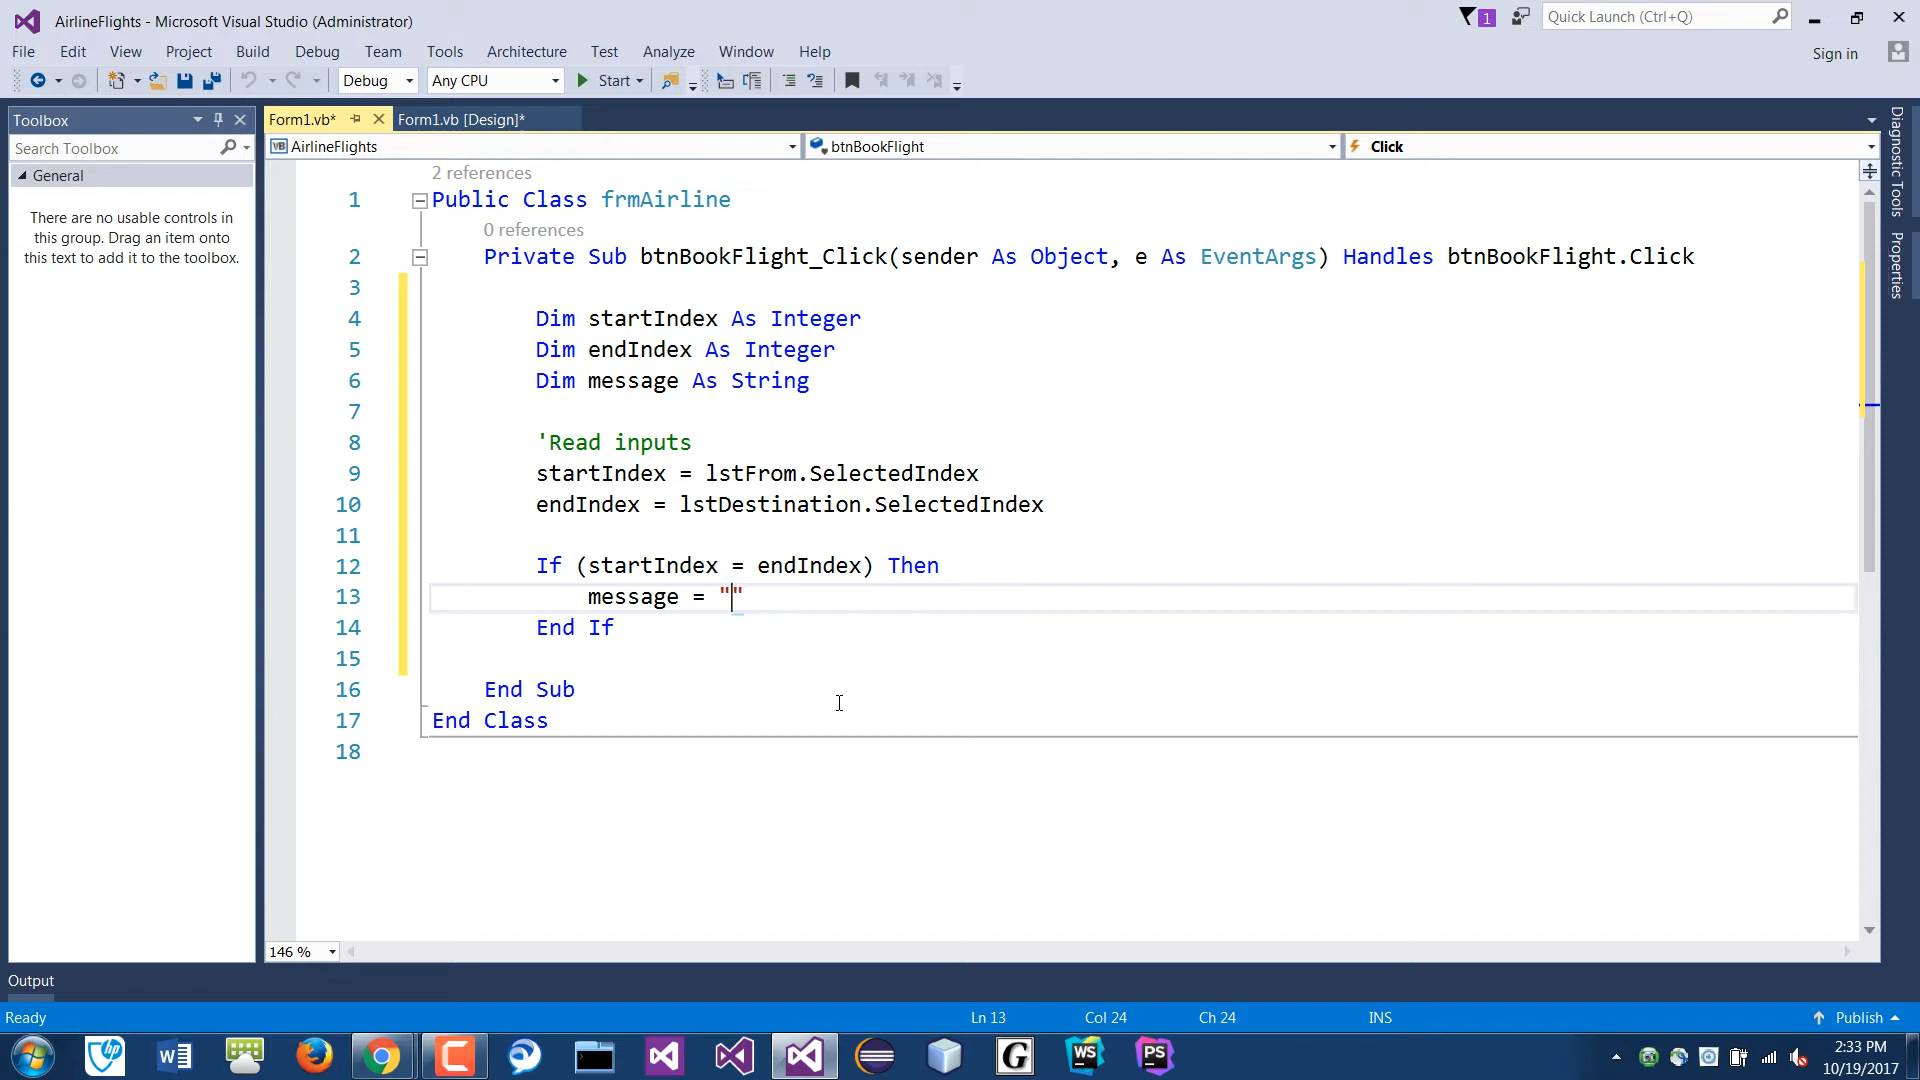 AirlineFlights - Microsoft Visual Studio (Administrator)
1
Quick Launch (Ctrl+Q)
File Edit View Project Build Debug Team Tools Architecture Test Analyze Window Help
Sign in
Debug Any CPU Start
Toolbox
Form1.vb* Form1.vb [Design]*
Search Toolbox
AirlineFlights btnBookFlight Click
General
There are no usable controls in
this group. Drag an item onto
this text to add it to the toolbox.
2 references
1 Public Class frmAirline
0 references
2 Private Sub btnBookFlight_Click(sender As Object, e As EventArgs) Handles btnBookFlight.Click
3
4 Dim startIndex As Integer
5 Dim endIndex As Integer
6 Dim message As String
7
8 'Read inputs
9 startIndex = lstFrom.SelectedIndex
10 endIndex = lstDestination.SelectedIndex
11
12 If (startIndex = endIndex) Then
13 message = ""
14 End If
15
16 End Sub
17 End Class
18
Diagnostic Tools
Properties
146 %
Output
Ready Ln 13 Col 24 Ch 24 INS Publish
hp
W
G
WS
PS
2:33 PM
10/19/2017